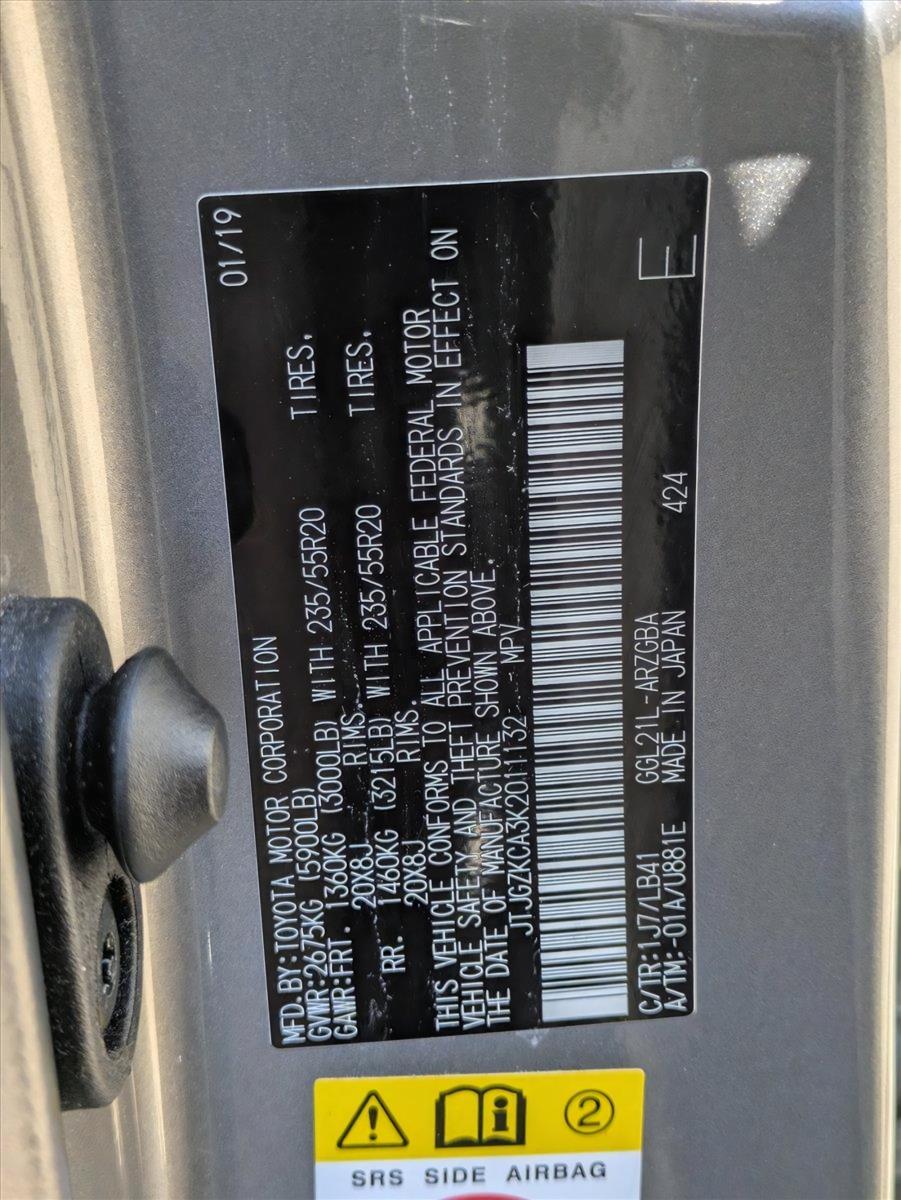 01/19
MFD.BY:TOYOTA MOTOR CORPORATION
GVWR:2675KG (5900LB)
GAWR:FRT. 1360KG (3000LB) WITH 235/55R20 TIRES,
20X8J RIMS.
RR. 1460KG (3215LB) WITH 235/55R20 TIRES,
20X8J RIMS.
THIS VEHICLE CONFORMS TO ALL APPLICABLE FEDERAL MOTOR
VEHICLE SAFETY AND THEFT PREVENTION STANDARDS IN EFFECT ON
THE DATE OF MANUFACTURE SHOWN ABOVE.
JTJGZKCA3K2011132 MPV
C/TR:1J7/LB41 GGL21L-ARZGBA
A/TM:-01A/U881E MADE IN JAPAN 424
E
2
SRS SIDE AIRBAG